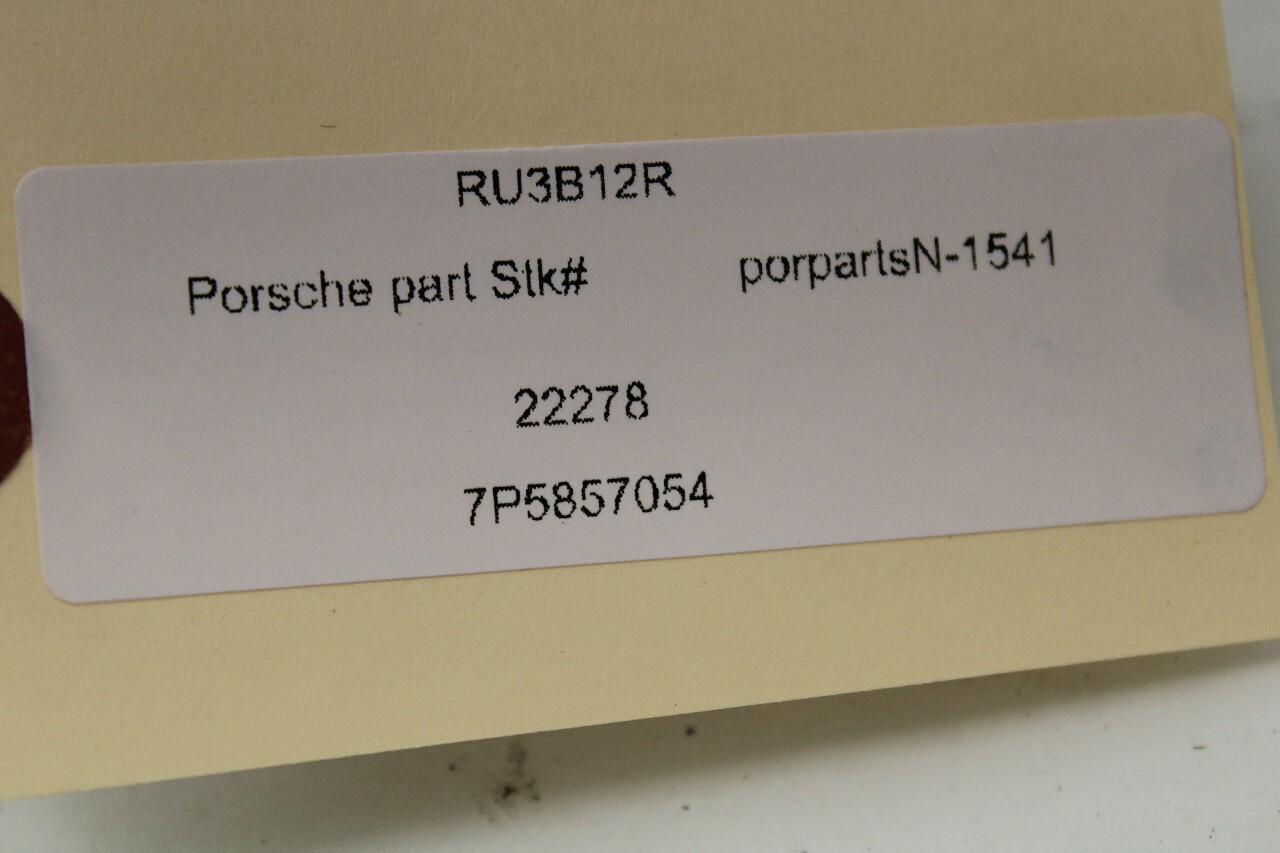 RU3B12R
Porsche part Stk# porpartsN-1541
22278
7P5857054